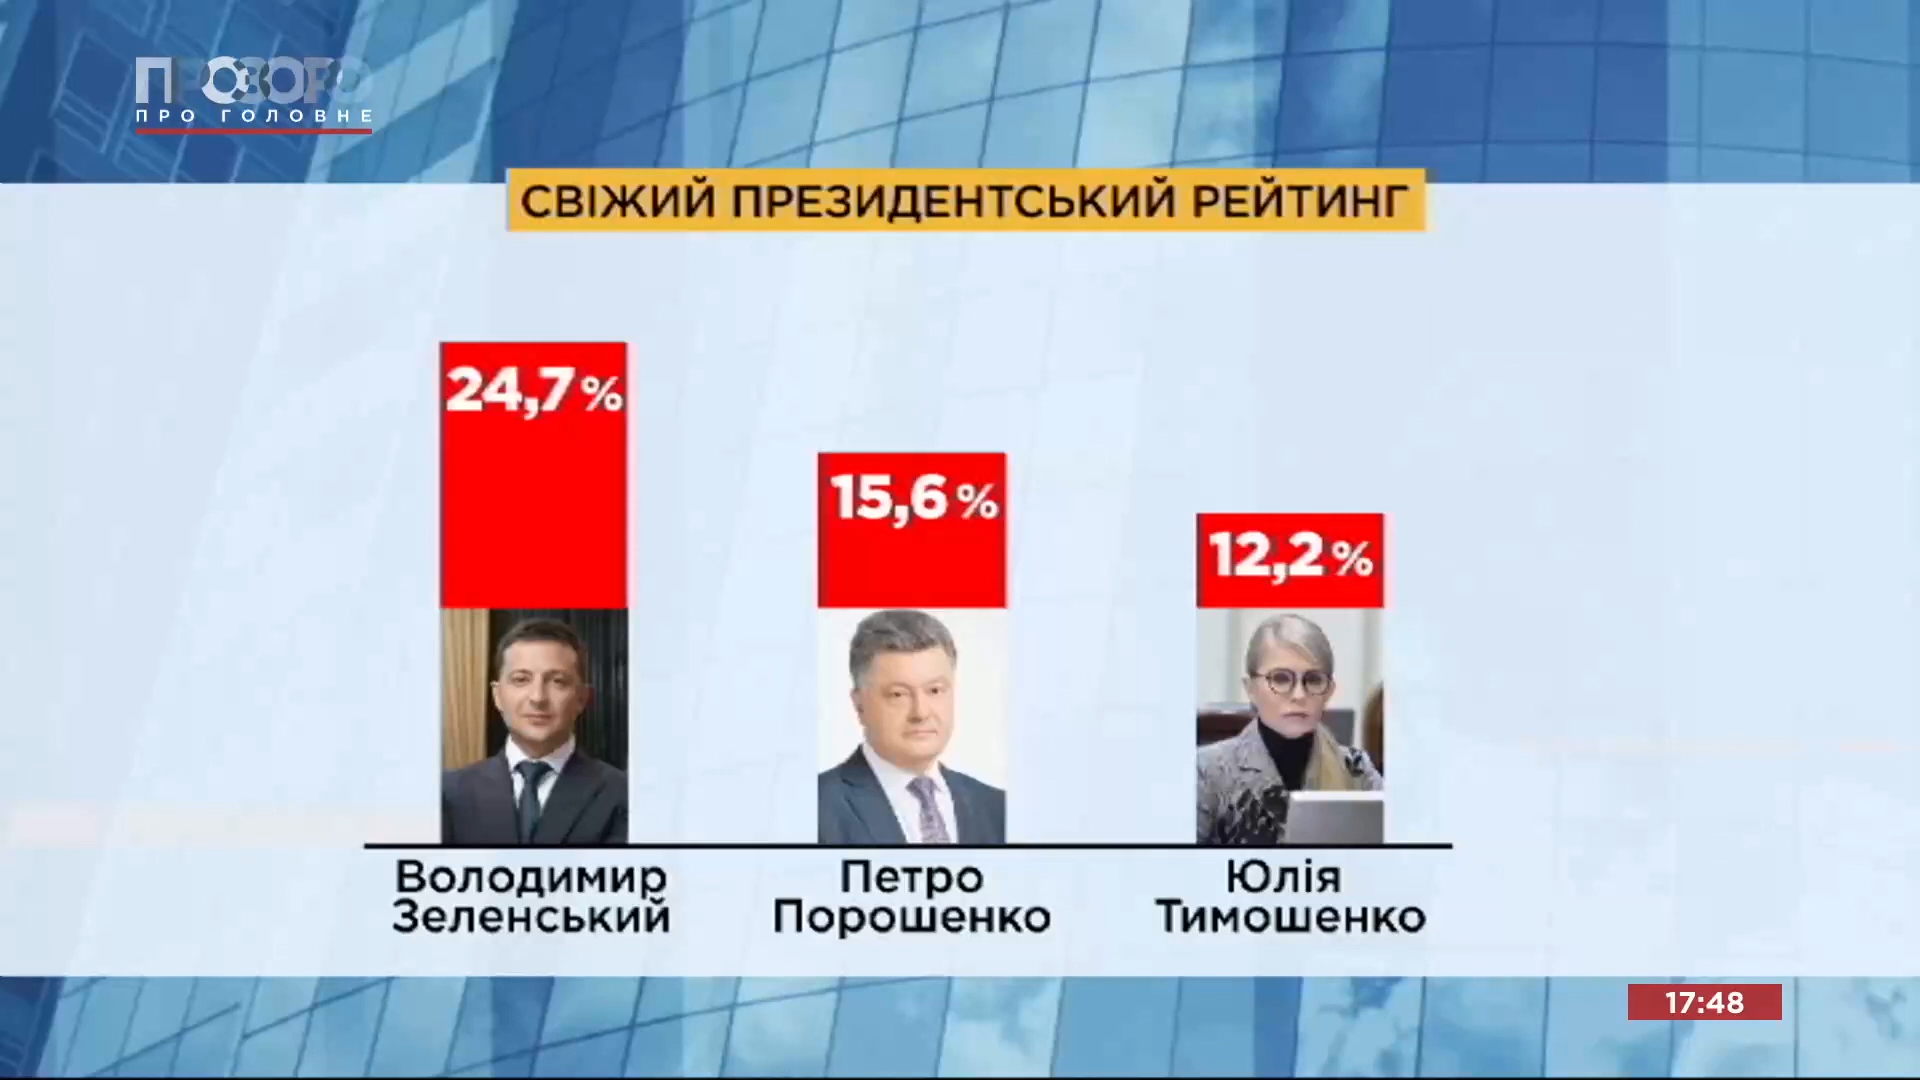 ПРОЗОРО
ПРО ГОЛОВНЕ
СВІЖИЙ ПРЕЗИДЕНТСЬКИЙ РЕЙТИНГ
24,7%
15,6%
12,2%
Володимир
Зеленський
Петро
Порошенко
Юлія
Тимошенко
17:48